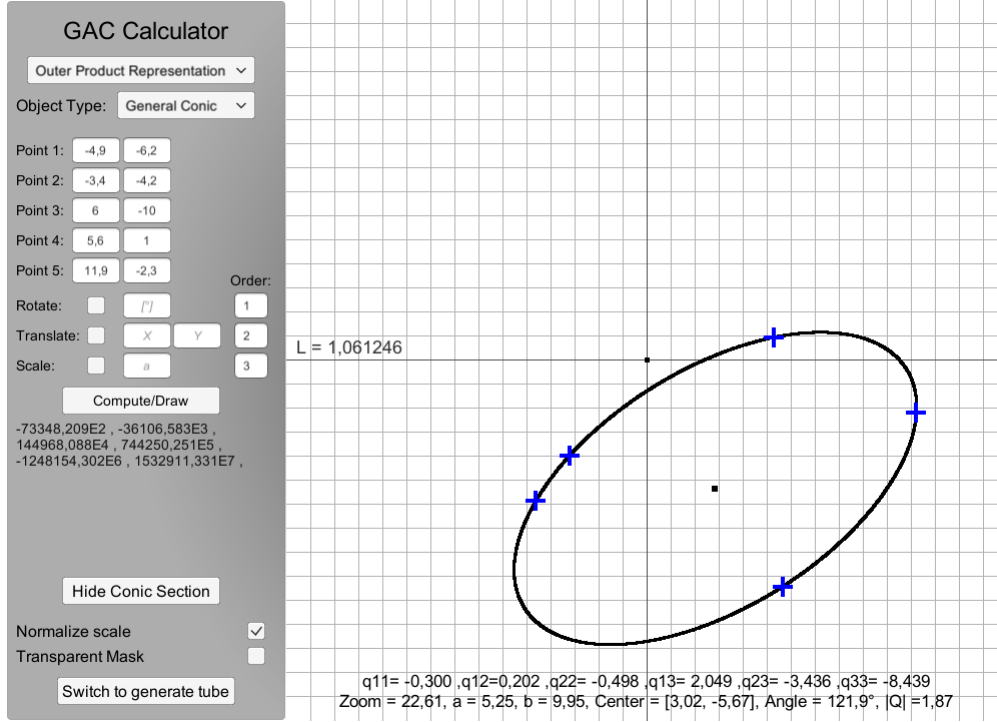 GAC Calculator
Outer Product Representation
Object Type: General Conic
Point 1: -4,9 -6,2
Point 2: -3,4 -4,2
Point 3: 6 -10
Point 4: 5,6 1
Point 5: 11,9 -2,3
Order:
Rotate: [°] 1
Translate: X Y 2
Scale: a 3
Compute/Draw
-73348,209E2 , -36106,583E3 ,
144968,088E4 , 744250,251E5 ,
-1248154,302E6 , 1532911,331E7 ,
Hide Conic Section
Normalize scale
Transparent Mask
Switch to generate tube
L = 1,061246
q11= -0,300 ,q12=0,202 ,q22= -0,498 ,q13= 2,049 ,q23= -3,436 ,q33= -8,439
Zoom = 22,61, a = 5,25, b = 9,95, Center = [3,02, -5,67], Angle = 121,9°, |Q| =1,87